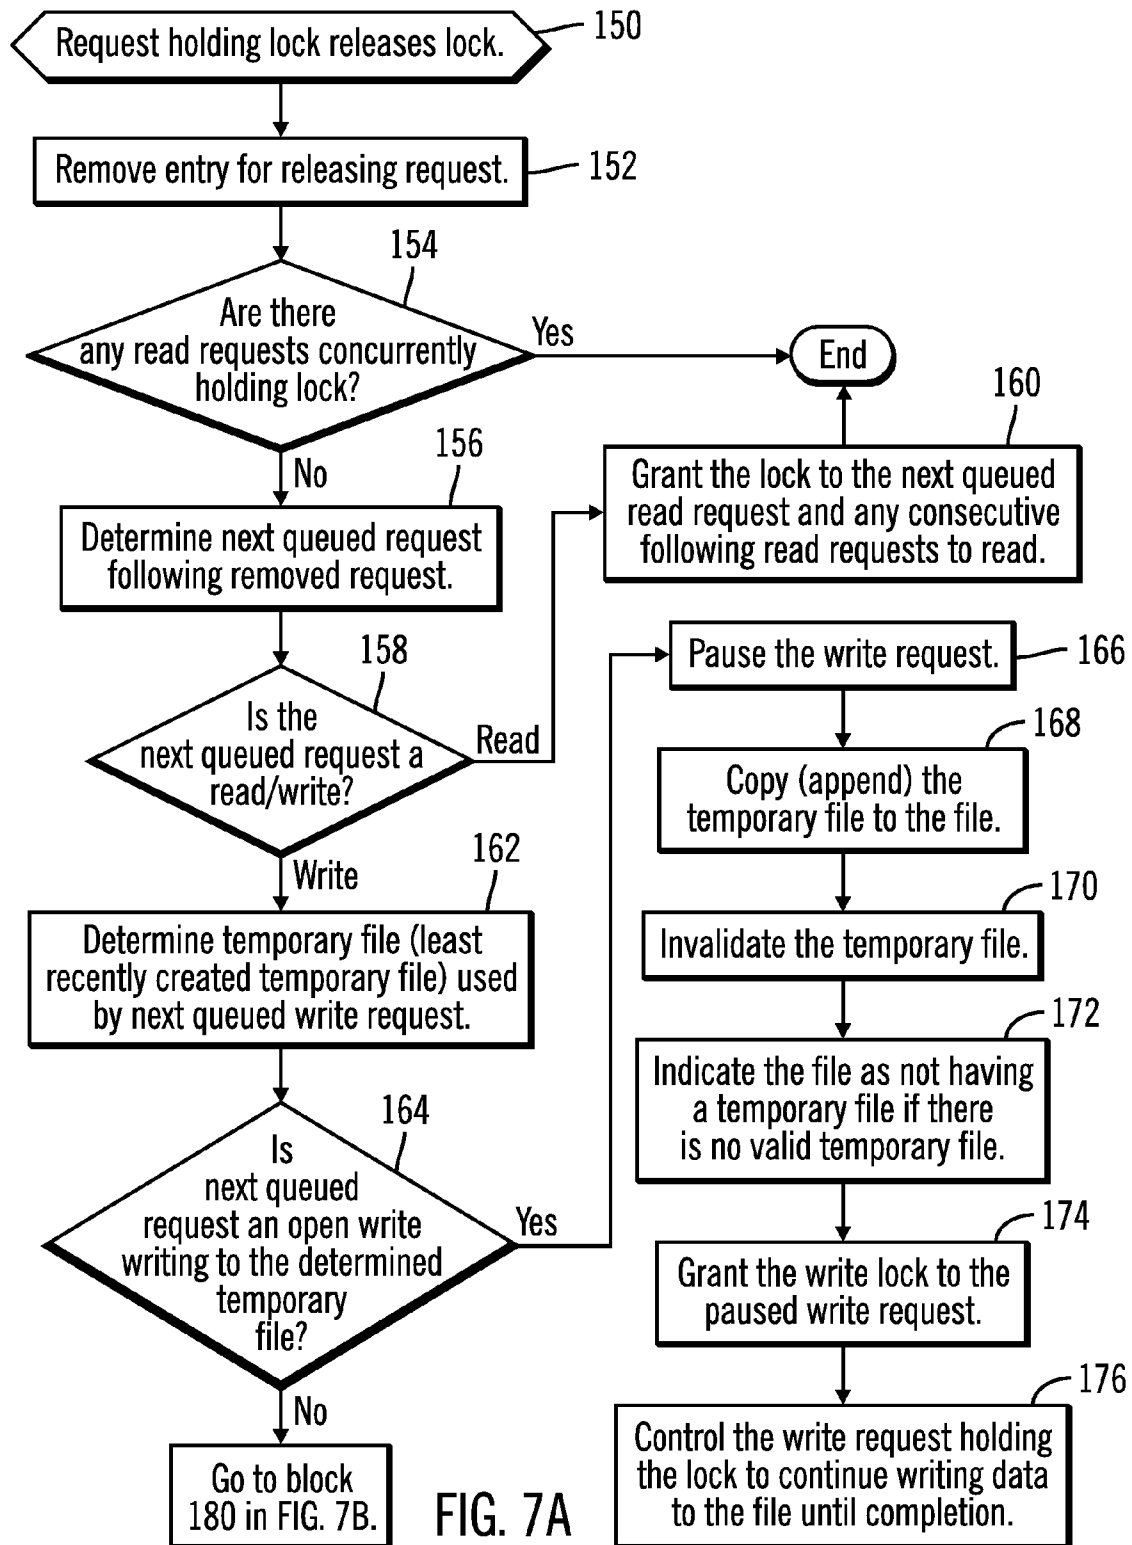 Request holding lock releases lock.
150
Remove entry for releasing request.
152
154
Are there
any read requests concurrently
holding lock?
Yes
End
No
156
Determine next queued request
following removed request.
160
Grant the lock to the next queued
read request and any consecutive
following read requests to read.
158
Is the
next queued request a
read/write?
Read
Write
162
Determine temporary file (least
recently created temporary file) used
by next queued write request.
164
Is
next queued
request an open write
writing to the determined
temporary
file?
Yes
No
Go to block
180 in FIG. 7B.
Pause the write request.
166
168
Copy (append) the
temporary file to the file.
170
Invalidate the temporary file.
172
Indicate the file as not having
a temporary file if there
is no valid temporary file.
174
Grant the write lock to the
paused write request.
176
Control the write request holding
the lock to continue writing data
to the file until completion.
FIG. 7A